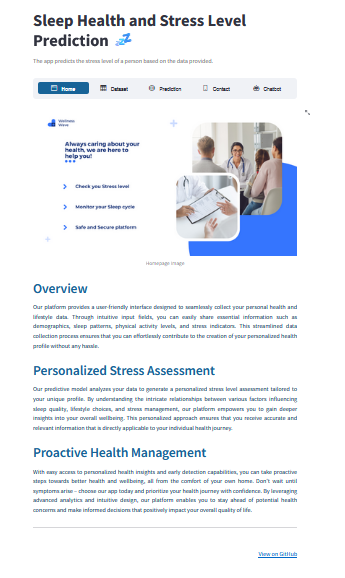 Sleep Health and Stress Level
Prediction
The app predicts the stress level of a person based on the data provided.
Home Dataset Prediction Contact Chatbot
Wellness
Wave
Always caring about your
health, we are here to
help you!
Check you Stress level
Monitor your Sleep cycle
Safe and Secure platform
Homepage Image
Overview
Our platform provides a user-friendly interface designed to seamlessly collect your personal health and
lifestyle data. Through intuitive input fields, you can easily share essential information such as
demographics, sleep patterns, physical activity levels, and stress indicators. This streamlined data
collection process ensures that you can effortlessly contribute to the creation of your personalized health
profile without any hassle.
Personalized Stress Assessment
Our predictive model analyzes your data to generate a personalized stress level assessment tailored to
your unique profile. By understanding the intricate relationships between various factors influencing
sleep quality, lifestyle choices, and stress management, our platform empowers you to gain deeper
insights into your overall wellbeing. This personalized approach ensures that you receive accurate and
relevant information that is directly applicable to your individual health journey.
Proactive Health Management
With easy access to personalized health insights and early detection capabilities, you can take proactive
steps towards better health and wellbeing, all from the comfort of your own home. Don't wait until
symptoms arise – choose our app today and prioritize your health journey with confidence. By leveraging
advanced analytics and intuitive design, our platform enables you to stay ahead of potential health
concerns and make informed decisions that positively impact your overall quality of life.
View on GitHub